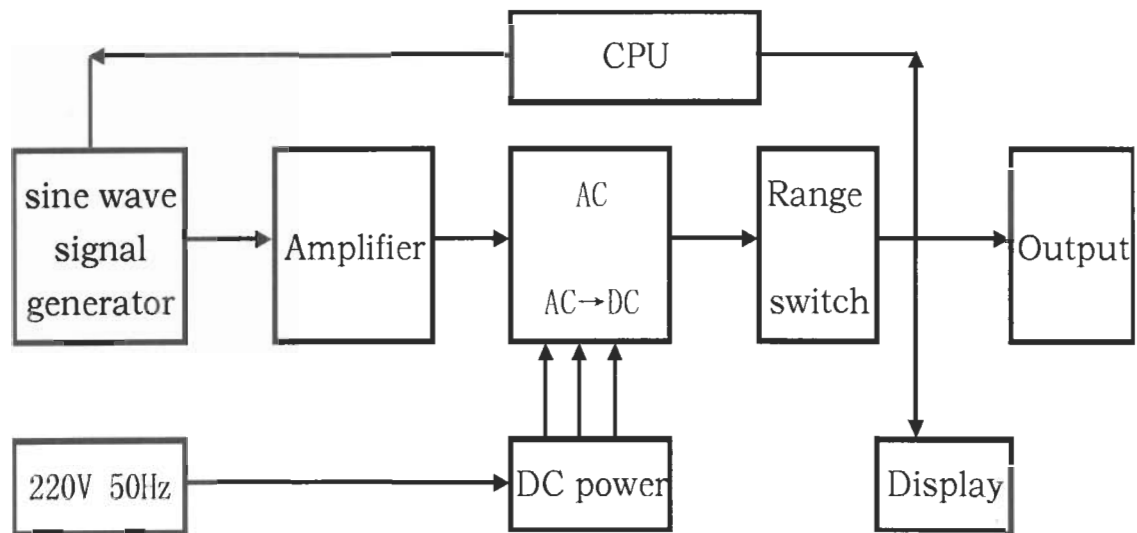 CPU
sine wave
signal
generator
Amplifier
AC
AC→DC
Range
switch
Output
220V 50Hz
DC power
Display